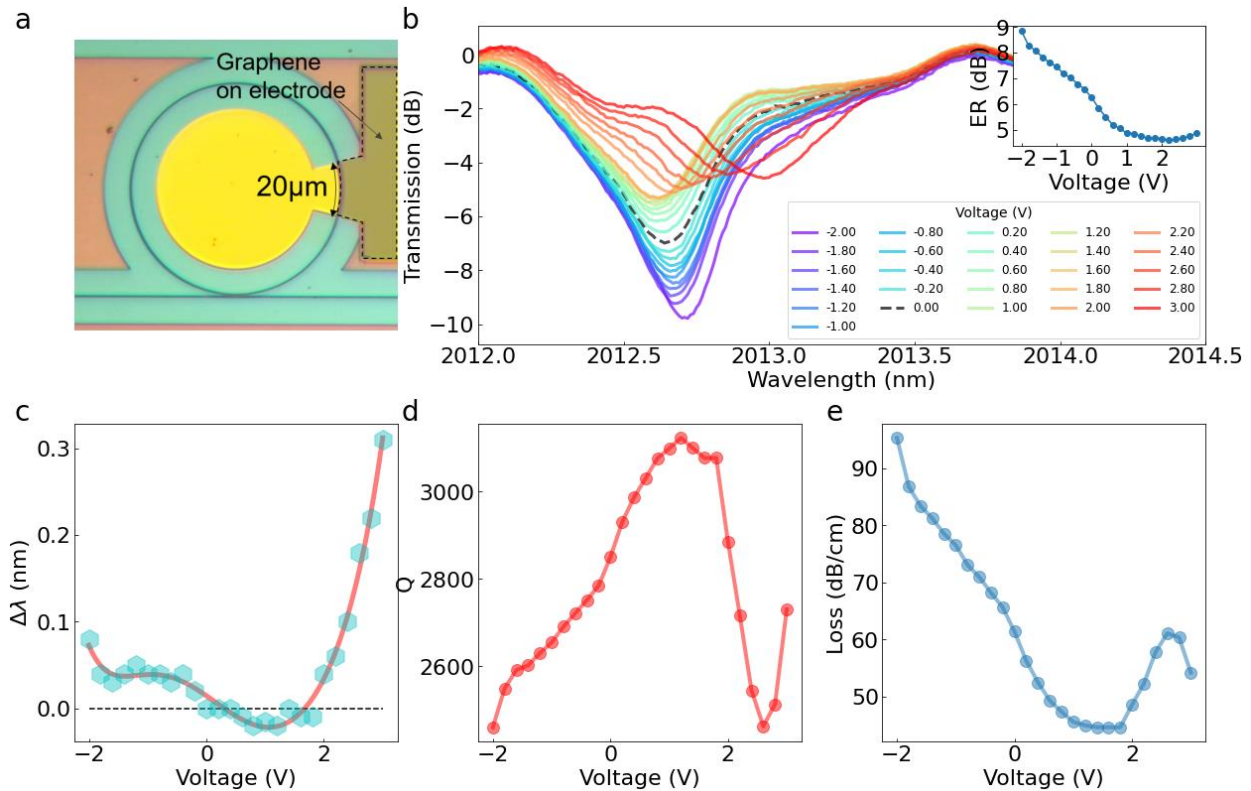 a
Graphene
on electrode
20μm
b
Transmission (dB)
0
−2
−4
−6
−8
−10
2012.0 2012.5 2013.0 2013.5 2014.0 2014.5
Wavelength (nm)
ER (dB)
9
8
7
6
5
−2 −1 0 1 2
Voltage (V)
Voltage (V)
-2.00 -0.80 0.20 1.20 2.20
-1.80 -0.60 0.40 1.40 2.40
-1.60 -0.40 0.60 1.60 2.60
-1.40 -0.20 0.80 1.80 2.80
-1.20 0.00 1.00 2.00 3.00
-1.00
c
Δλ (nm)
0.3
0.2
0.1
0.0
−2 0 2
Voltage (V)
d
Q
3000
2800
2600
−2 0 2
Voltage (V)
e
Loss (dB/cm)
90
80
70
60
50
−2 0 2
Voltage (V)